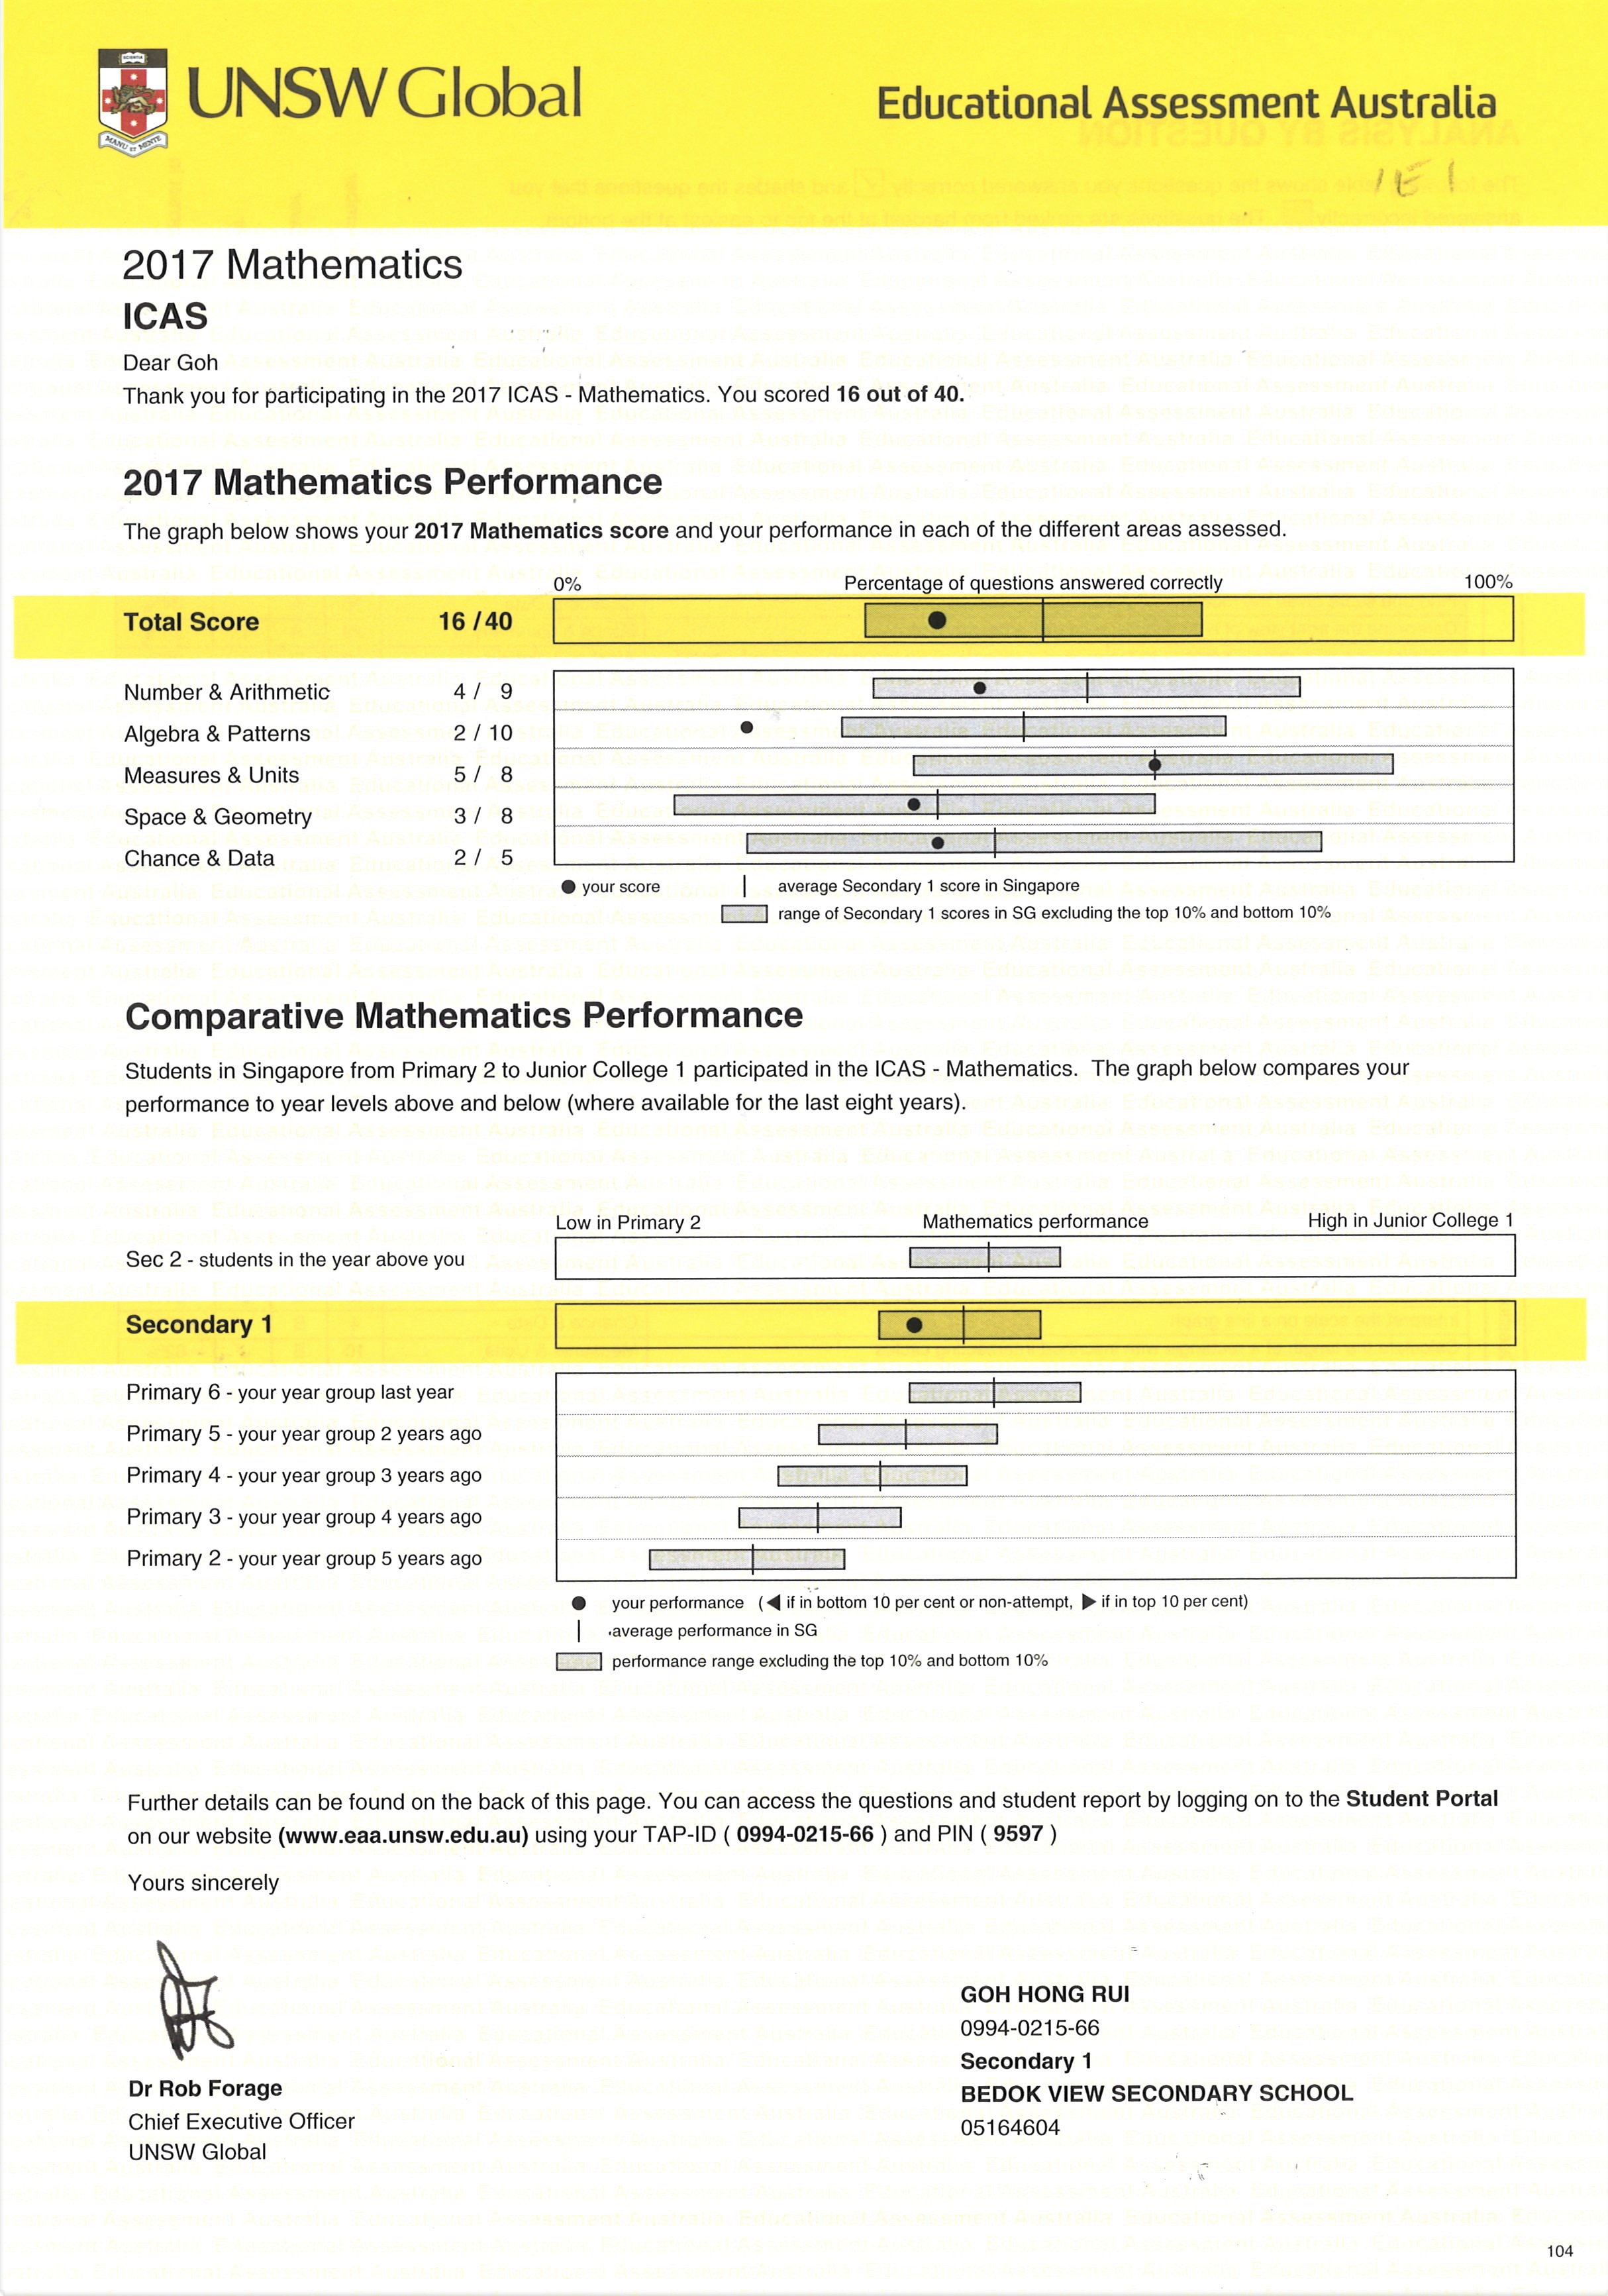 SCIENTIA
MANU ET MENTE
UNSW Global
Educational Assessment Australia
ANALYSIS BY QUESTION
1E1
2017 Mathematics
ICAS
Dear Goh
Thank you for participating in the 2017 ICAS - Mathematics. You scored 16 out of 40.
2017 Mathematics Performance
The graph below shows your 2017 Mathematics score and your performance in each of the different areas assessed.
0% Percentage of questions answered correctly 100%
Total Score 16 / 40
Number & Arithmetic 4 / 9
Algebra & Patterns 2 / 10
Measures & Units 5 / 8
Space & Geometry 3 / 8
Chance & Data 2 / 5
your score average Secondary 1 score in Singapore
range of Secondary 1 scores in SG excluding the top 10% and bottom 10%
Comparative Mathematics Performance
Students in Singapore from Primary 2 to Junior College 1 participated in the ICAS - Mathematics. The graph below compares your
performance to year levels above and below (where available for the last eight years).
Low in Primary 2 Mathematics performance High in Junior College 1
Sec 2 - students in the year above you
Secondary 1
Primary 6 - your year group last year
Primary 5 - your year group 2 years ago
Primary 4 - your year group 3 years ago
Primary 3 - your year group 4 years ago
Primary 2 - your year group 5 years ago
your performance (◀ if in bottom 10 per cent or non-attempt, ▶ if in top 10 per cent)
average performance in SG
performance range excluding the top 10% and bottom 10%
Further details can be found on the back of this page. You can access the questions and student report by logging on to the Student Portal
on our website (www.eaa.unsw.edu.au) using your TAP-ID ( 0994-0215-66 ) and PIN ( 9597 )
Yours sincerely
Dr Rob Forage
Chief Executive Officer
UNSW Global
GOH HONG RUI
0994-0215-66
Secondary 1
BEDOK VIEW SECONDARY SCHOOL
05164604
104